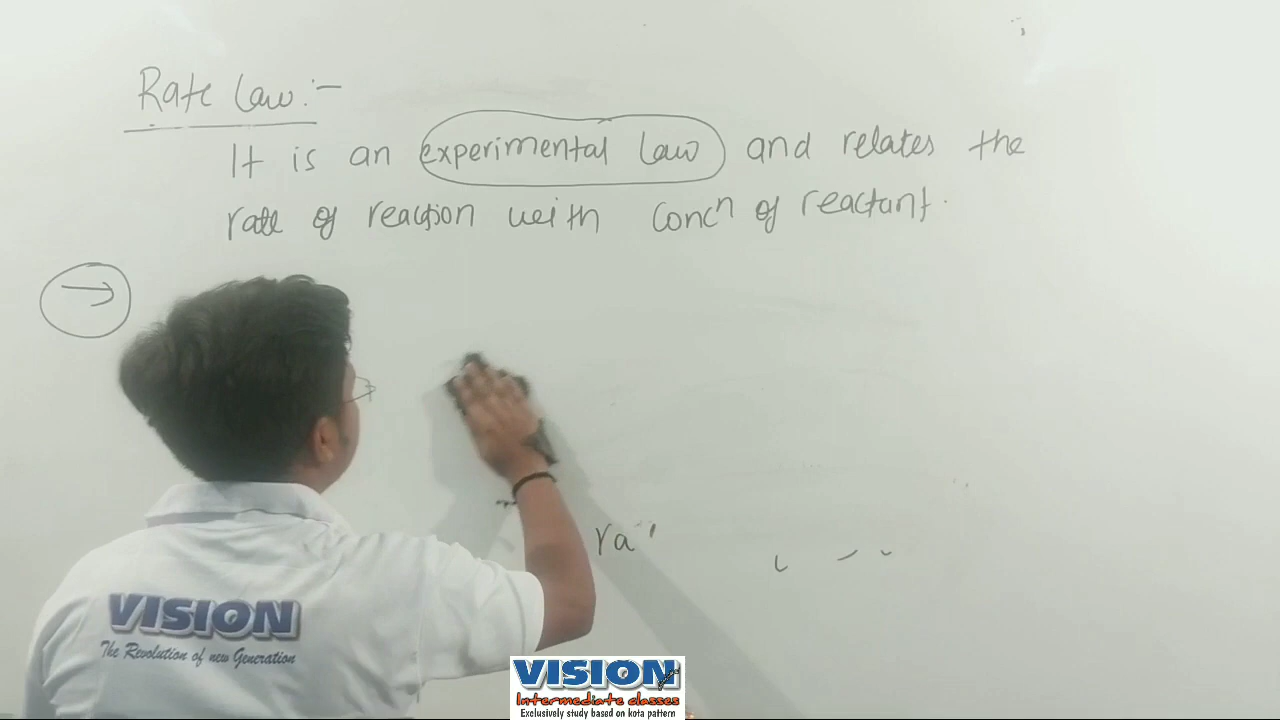 Rate Law :-
It is an experimental Law and relates the
rate of reaction with concn of reactant.
→
ra
VISION
The Revolution of new Generation
VISION
Intermediate classes
Exclusively study based on kota pattern